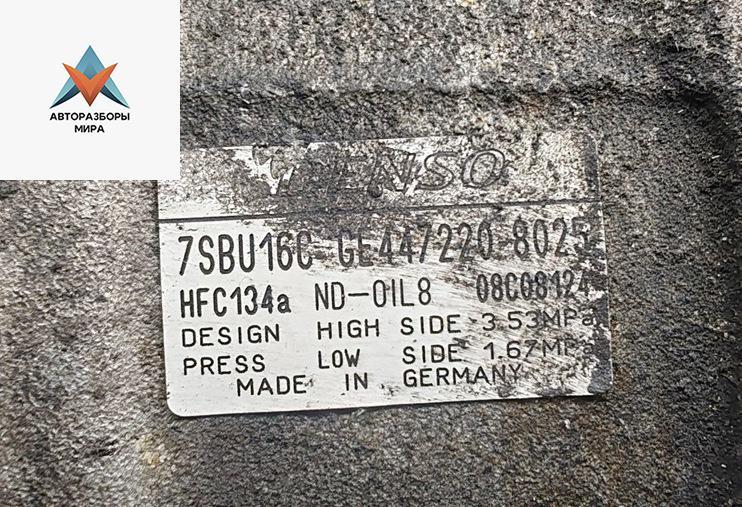 АВТОРАЗБОРЫ
МИРА
DENSO
7SBU16C GE447220-8025
HFC134a ND-OIL8 08C08124
DESIGN HIGH SIDE 3.53MPa
PRESS LOW SIDE 1.67MPa
MADE IN GERMANY